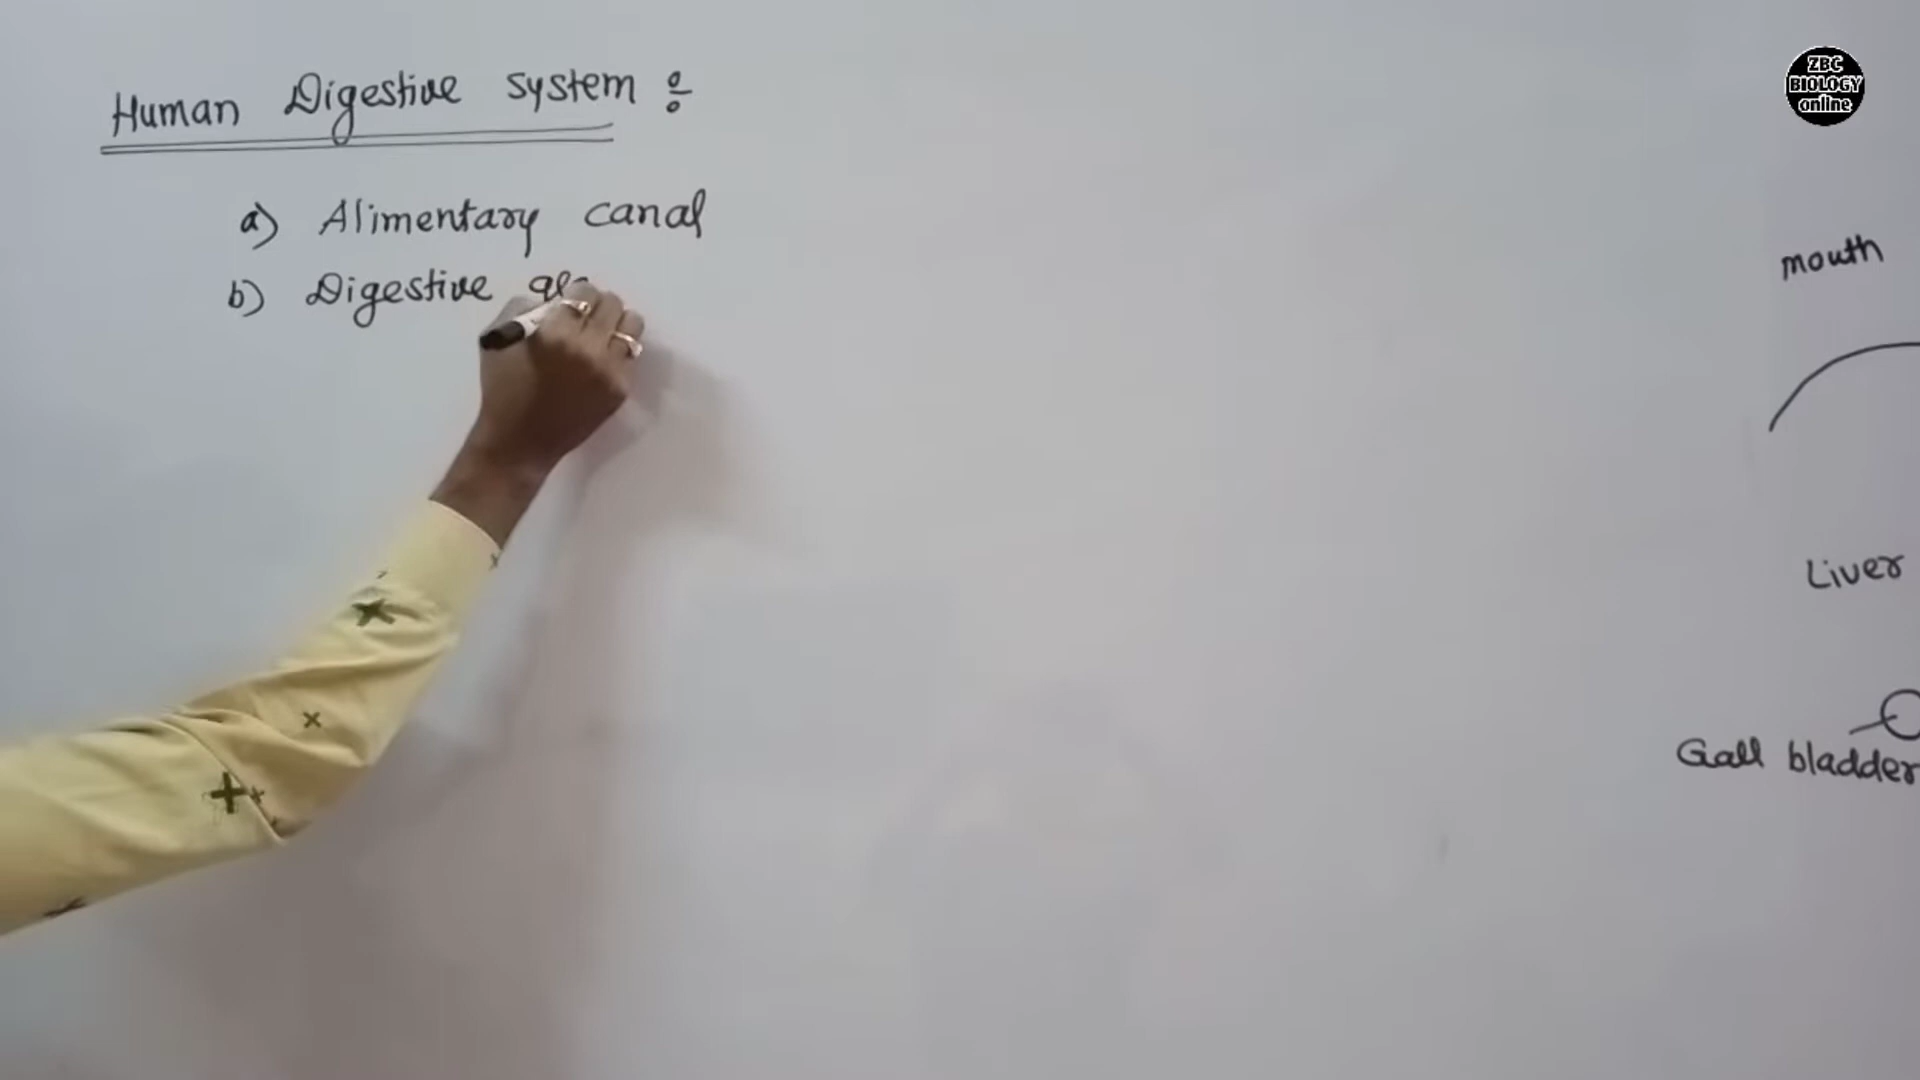 Human Digestive system :-
a) Alimentary canal
b) Digestive
mouth
Liver
Gall bladder
ZBC
BIOLOGY
online